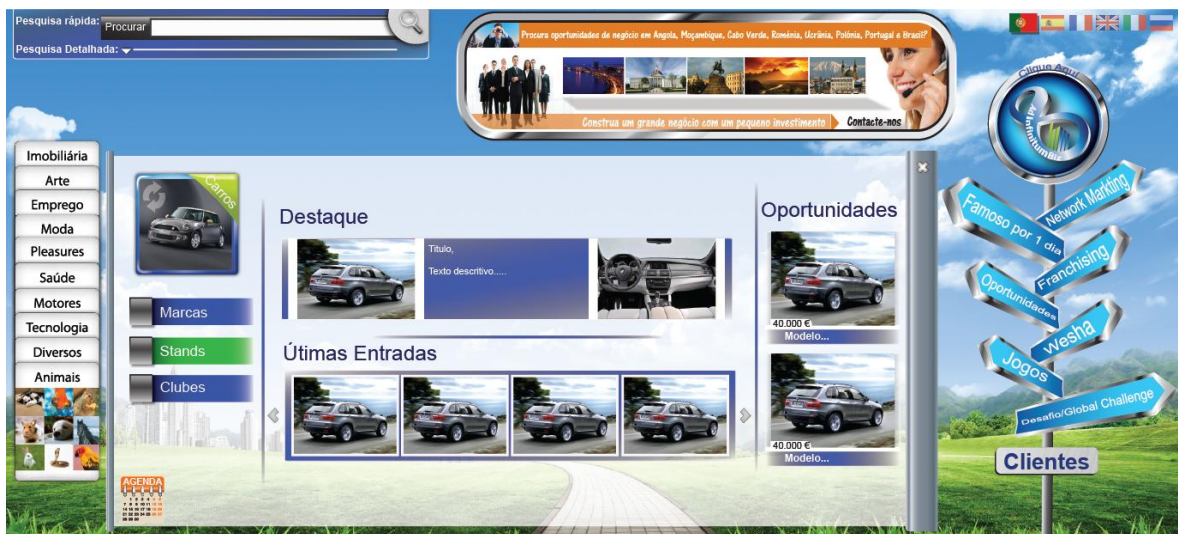 Pesquisa rápida:
Procurar
Pesquisa Detalhada:
Procura oportunidades de negócio em Angola, Moçambique, Cabo Verde, Roménia, Ucrânia, Polónia, Portugal e Brasil?
Construa um grande negócio com um pequeno investimento
Contacte-nos
Clique Aqui
AdInfinitumBiz
Imobiliária
Arte
Emprego
Moda
Pleasures
Saúde
Motores
Tecnologia
Diversos
Animais
Carros
Marcas
Stands
Clubes
AGENDA
Destaque
Titulo,
Texto descritivo.....
Útimas Entradas
Oportunidades
40.000 €
Modelo...
40.000 €
Modelo...
Network Markting
Famoso por 1 dia
Franchising
Oportunidades
Wesha
Jogos
Desafio/Global Challenge
Clientes